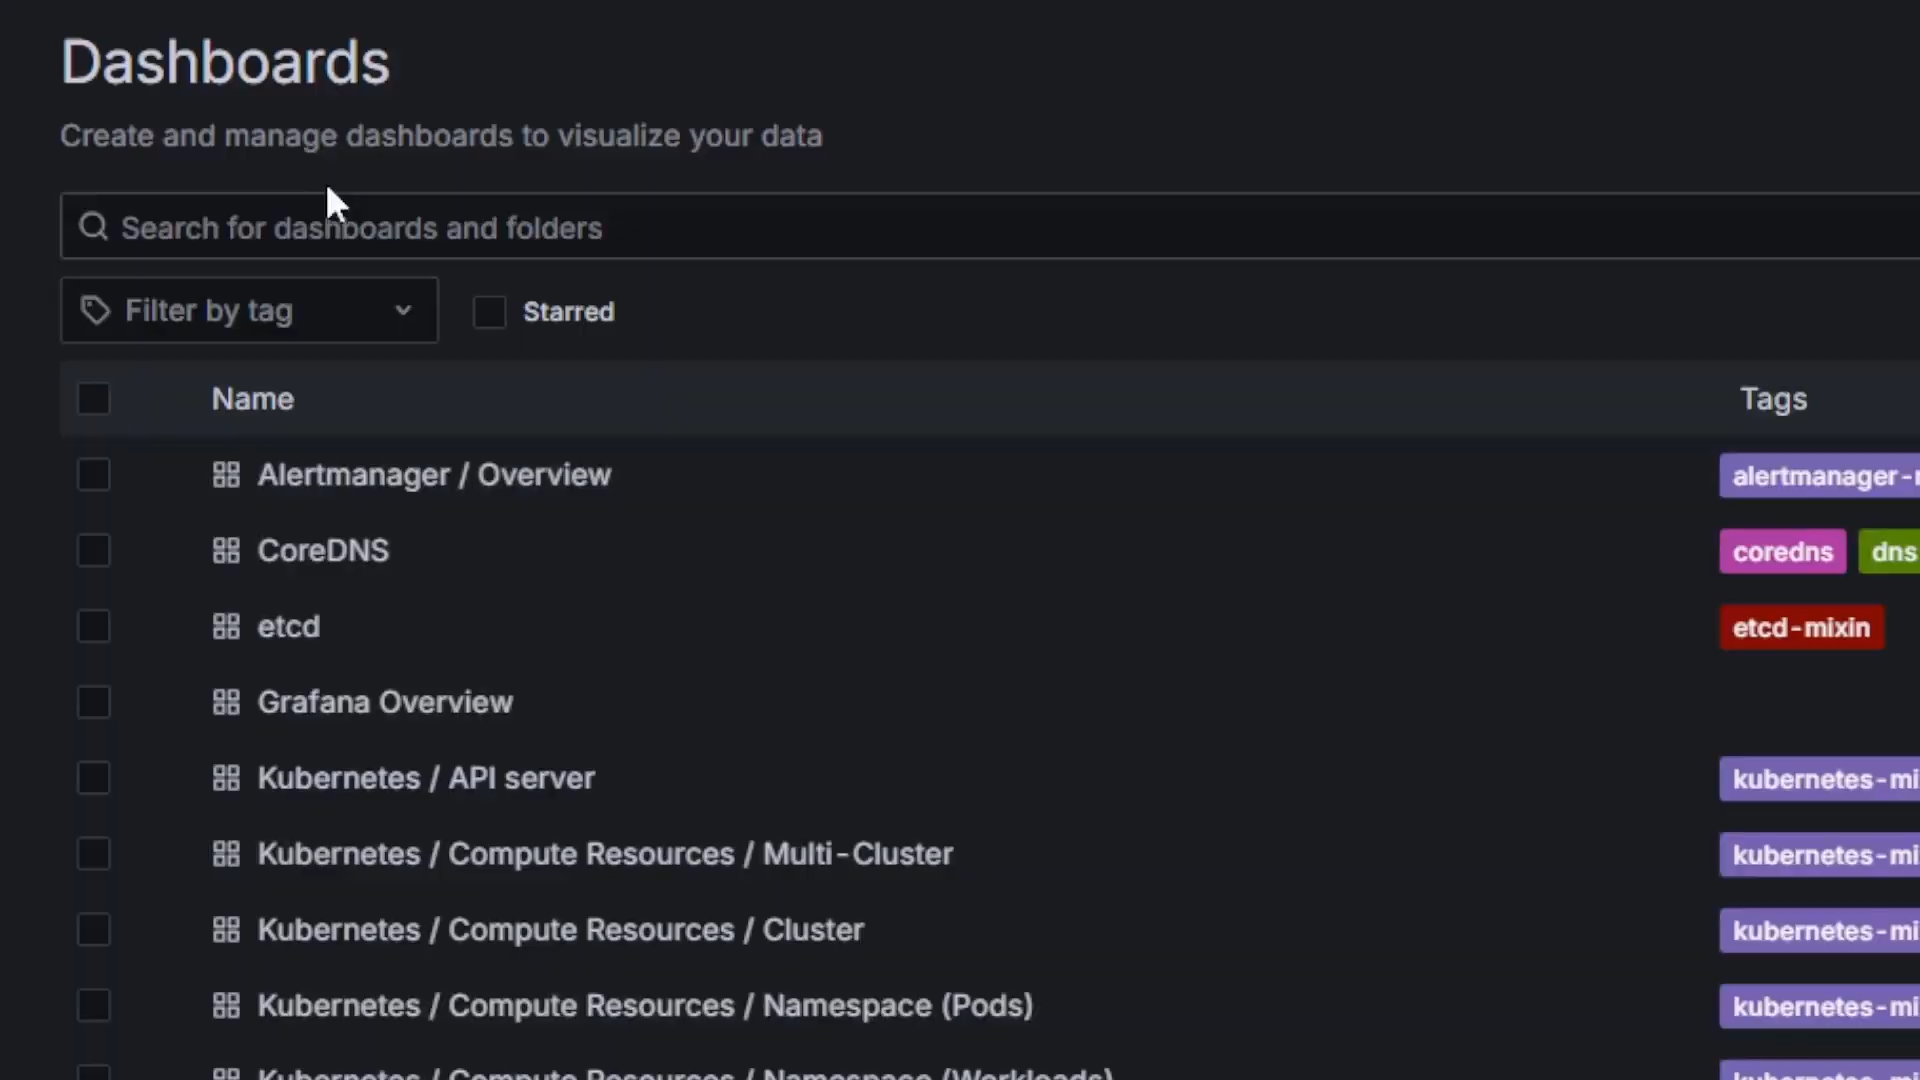 Dashboards
Create and manage dashboards to visualize your data
Search for dashboards and folders
Filter by tag
Starred
Name Tags
Alertmanager / Overview alertmanager-
CoreDNS coredns dns
etcd etcd-mixin
Grafana Overview
Kubernetes / API server kubernetes-mi
Kubernetes / Compute Resources / Multi-Cluster kubernetes-mi
Kubernetes / Compute Resources / Cluster kubernetes-mi
Kubernetes / Compute Resources / Namespace (Pods) kubernetes-mi
Kubernetes / Compute Resources / Namespace (Workloads)